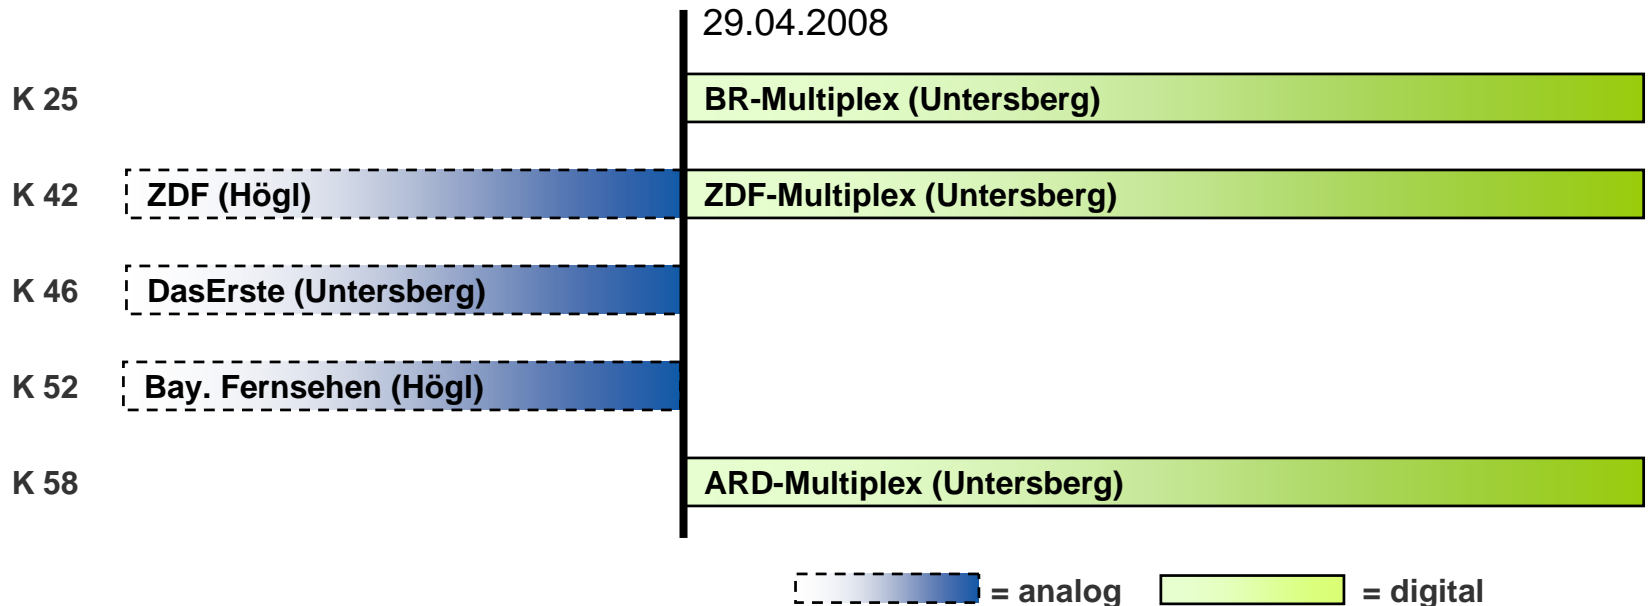 29.04.2008
K 25 BR-Multiplex (Untersberg)
K 42 ZDF (Högl) ZDF-Multiplex (Untersberg)
K 46 DasErste (Untersberg)
K 52 Bay. Fernsehen (Högl)
K 58 ARD-Multiplex (Untersberg)
= analog = digital